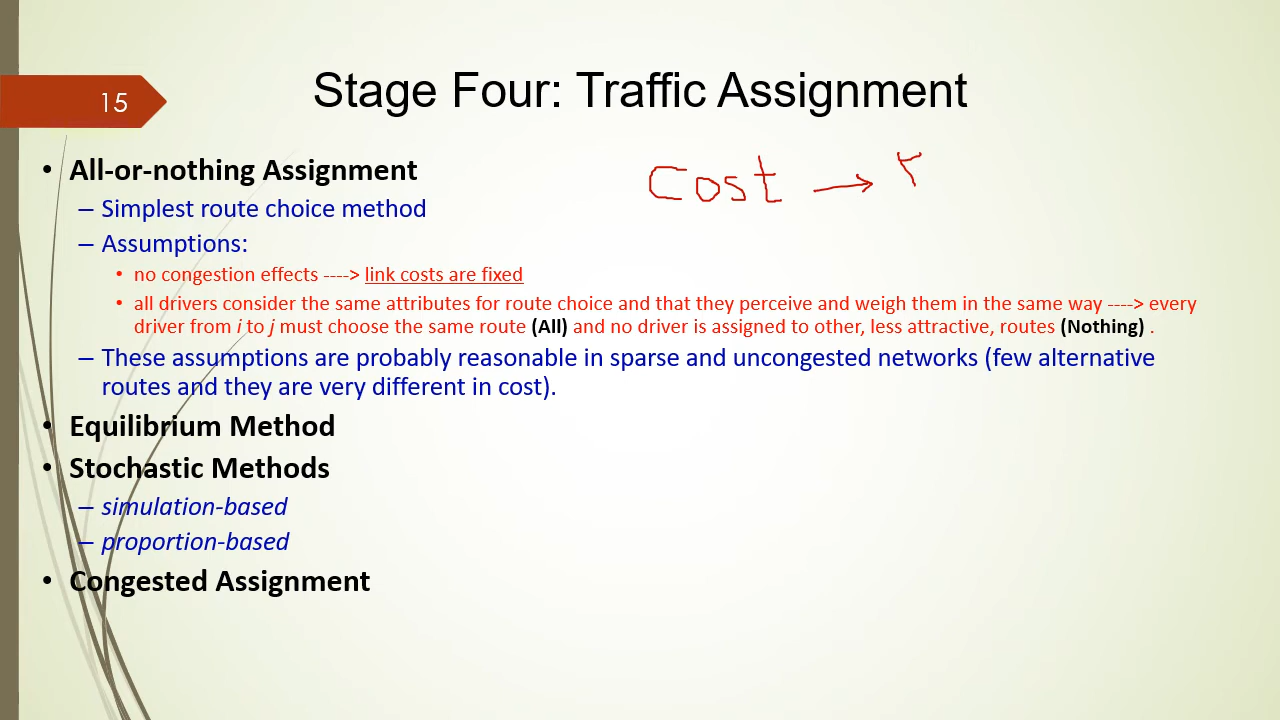 15
Stage Four: Traffic Assignment
Cost →
• All-or-nothing Assignment
– Simplest route choice method
– Assumptions:
• no congestion effects ----> link costs are fixed
• all drivers consider the same attributes for route choice and that they perceive and weigh them in the same way ----> every
driver from i to j must choose the same route (All) and no driver is assigned to other, less attractive, routes (Nothing) .
– These assumptions are probably reasonable in sparse and uncongested networks (few alternative
routes and they are very different in cost).
• Equilibrium Method
• Stochastic Methods
– simulation-based
– proportion-based
• Congested Assignment